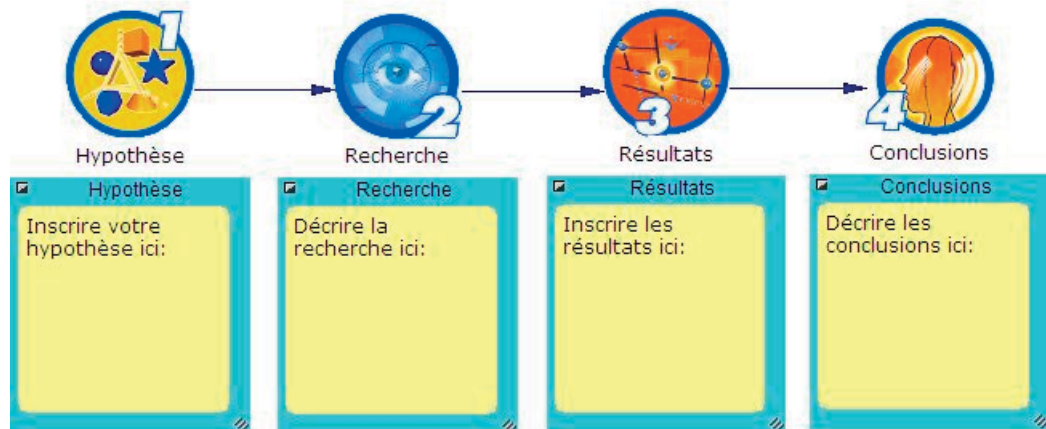 1
2
3
4
Hypothèse
Recherche
Résultats
Conclusions
Hypothèse
Inscrire votre
hypothèse ici:
Recherche
Décrire la
recherche ici:
Résultats
Inscrire les
résultats ici:
Conclusions
Décrire les
conclusions ici: